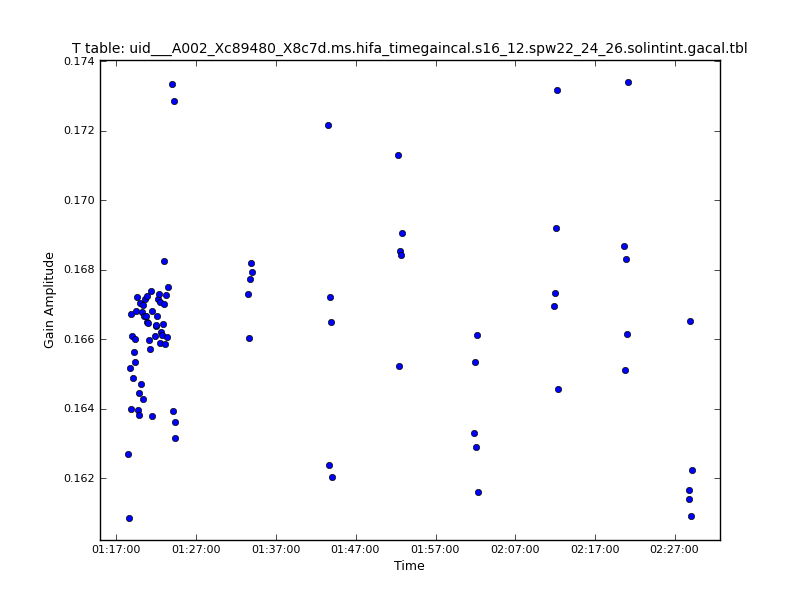 T table: uid___A002_Xc89480_X8c7d.ms.hifa_timegaincal.s16_12.spw22_24_26.solintint.gacal.tbl
0.174
0.172
0.170
0.168
0.166
0.164
0.162
Gain Amplitude
01:17:00 01:27:00 01:37:00 01:47:00 01:57:00 02:07:00 02:17:00 02:27:00
Time